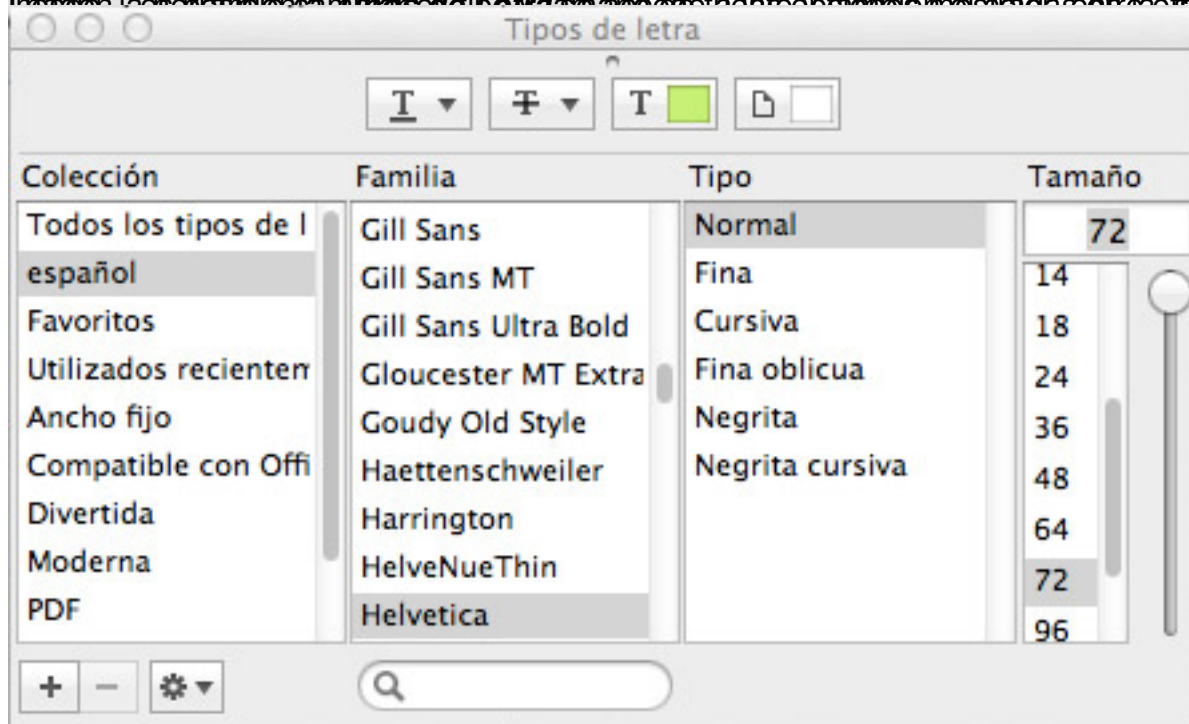 Tipos de letra
T T T
Colección Familia Tipo Tamaño
Todos los tipos de l
español
Favoritos
Utilizados recientem
Ancho fijo
Compatible con Offi
Divertida
Moderna
PDF
Gill Sans
Gill Sans MT
Gill Sans Ultra Bold
Gloucester MT Extra
Goudy Old Style
Haettenschweiler
Harrington
HelveNueThin
Helvetica
Normal
Fina
Cursiva
Fina oblicua
Negrita
Negrita cursiva
72
14
18
24
36
48
64
72
96